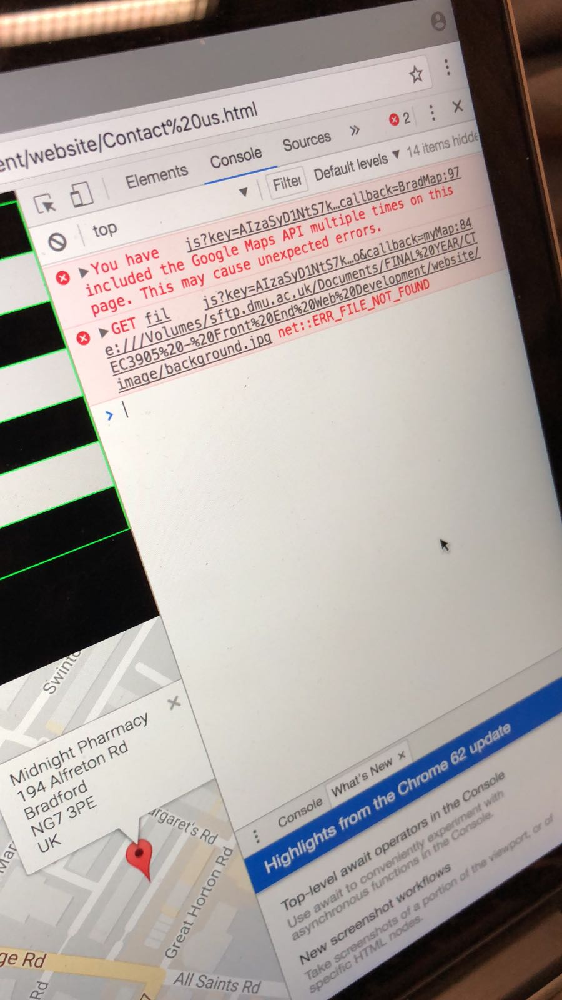 ent/website/Contact%20us.html
Elements Console Sources » 2
top Filter Default levels ▼ 14 items hidde
▶You have js?key=AIzaSyD1NtS7k…callback=BradMap:97
included the Google Maps API multiple times on this
page. This may cause unexpected errors.
▶GET fil js?key=AIzaSyD1NtS7k…o&callback=myMap:84
e:///Volumes/sftp.dmu.ac.uk/Documents/FINAL%20YEAR/CT
EC3905%20-%20Front%20End%20Web%20Development/website/
image/background.jpg net::ERR_FILE_NOT_FOUND
Swinto
Midnight Pharmacy
194 Alfreton Rd
Bradford
NG7 3PE
UK
argaret's Rd
Mar
Great Horton Rd
ge Rd
All Saints Rd
Rd
Console What's New ×
Highlights from the Chrome 62 update
Top-level await operators in the Console
Use await to conveniently experiment with
asynchronous functions in the Console.
New screenshot workflows
Take screenshots of a portion of the viewport, or of
specific HTML nodes.